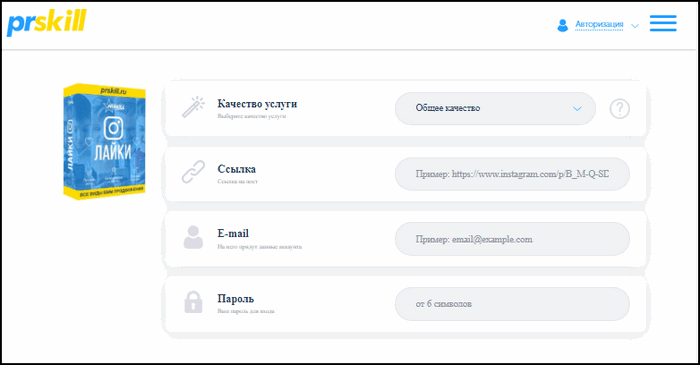 prskill
Авторизация
prskill.ru
ЛАЙКИ
ЛАЙКИ
ВСЕ ВИДЫ
Качество услуги
Выберите качество услуги
Общее качество
?
Ссылка
Ссылка на пост
Пример: https://www.instagram.com/p/B_M-Q-SE
E-mail
На него придут данные аккаунта
Пример: email@example.com
Пароль
Ваш пароль для входа
от 6 символов